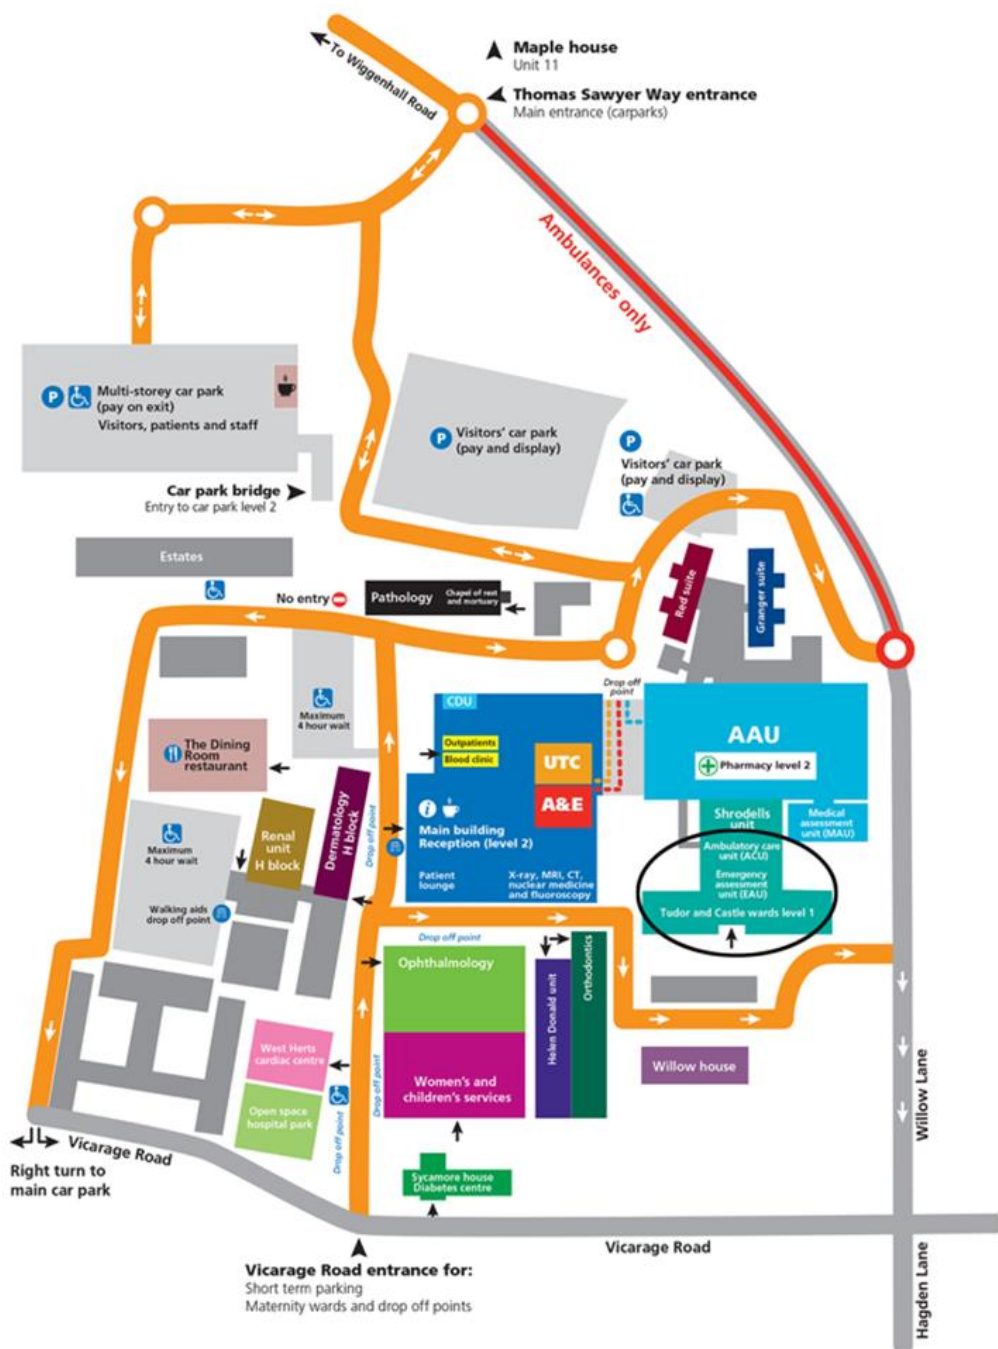 Maple house
Unit 11
To Wiggenhall Road
Thomas Sawyer Way entrance
Main entrance (carparks)
Ambulances only
P
Multi-storey car park
(pay on exit)
Visitors, patients and staff
P
Visitors' car park
(pay and display)
P
Visitors' car park
(pay and display)
Car park bridge
Entry to car park level 2
Estates
No entry
Pathology
Chapel of rest
and mortuary
Red suite
Granger suite
Maximum
4 hour wait
Drop off
point
CDU
Outpatients
Blood clinic
UTC
A&E
AAU
Pharmacy level 2
The Dining
Room
restaurant
Dermatology
H block
Drop off point
i
Main building
Reception (level 2)
Patient
lounge
X-ray, MRI, CT,
nuclear medicine
and fluoroscopy
Shrodells
unit
Medical
assessment
unit (MAU)
Ambulatory care
unit (ACU)
Emergency
assessment
unit (EAU)
Tudor and Castle wards level 1
Maximum
4 hour wait
Renal
unit
H block
Walking aids
drop off point
Drop off point
Ophthalmology
Helen Donald unit
Orthodontics
West Herts
cardiac centre
Open space
hospital park
Drop off point
Drop off point
Women's and
children's services
Willow house
Willow Lane
Sycamore house
Diabetes centre
Vicarage Road
Right turn to
main car park
Vicarage Road
Hagden Lane
Vicarage Road entrance for:
Short term parking
Maternity wards and drop off points